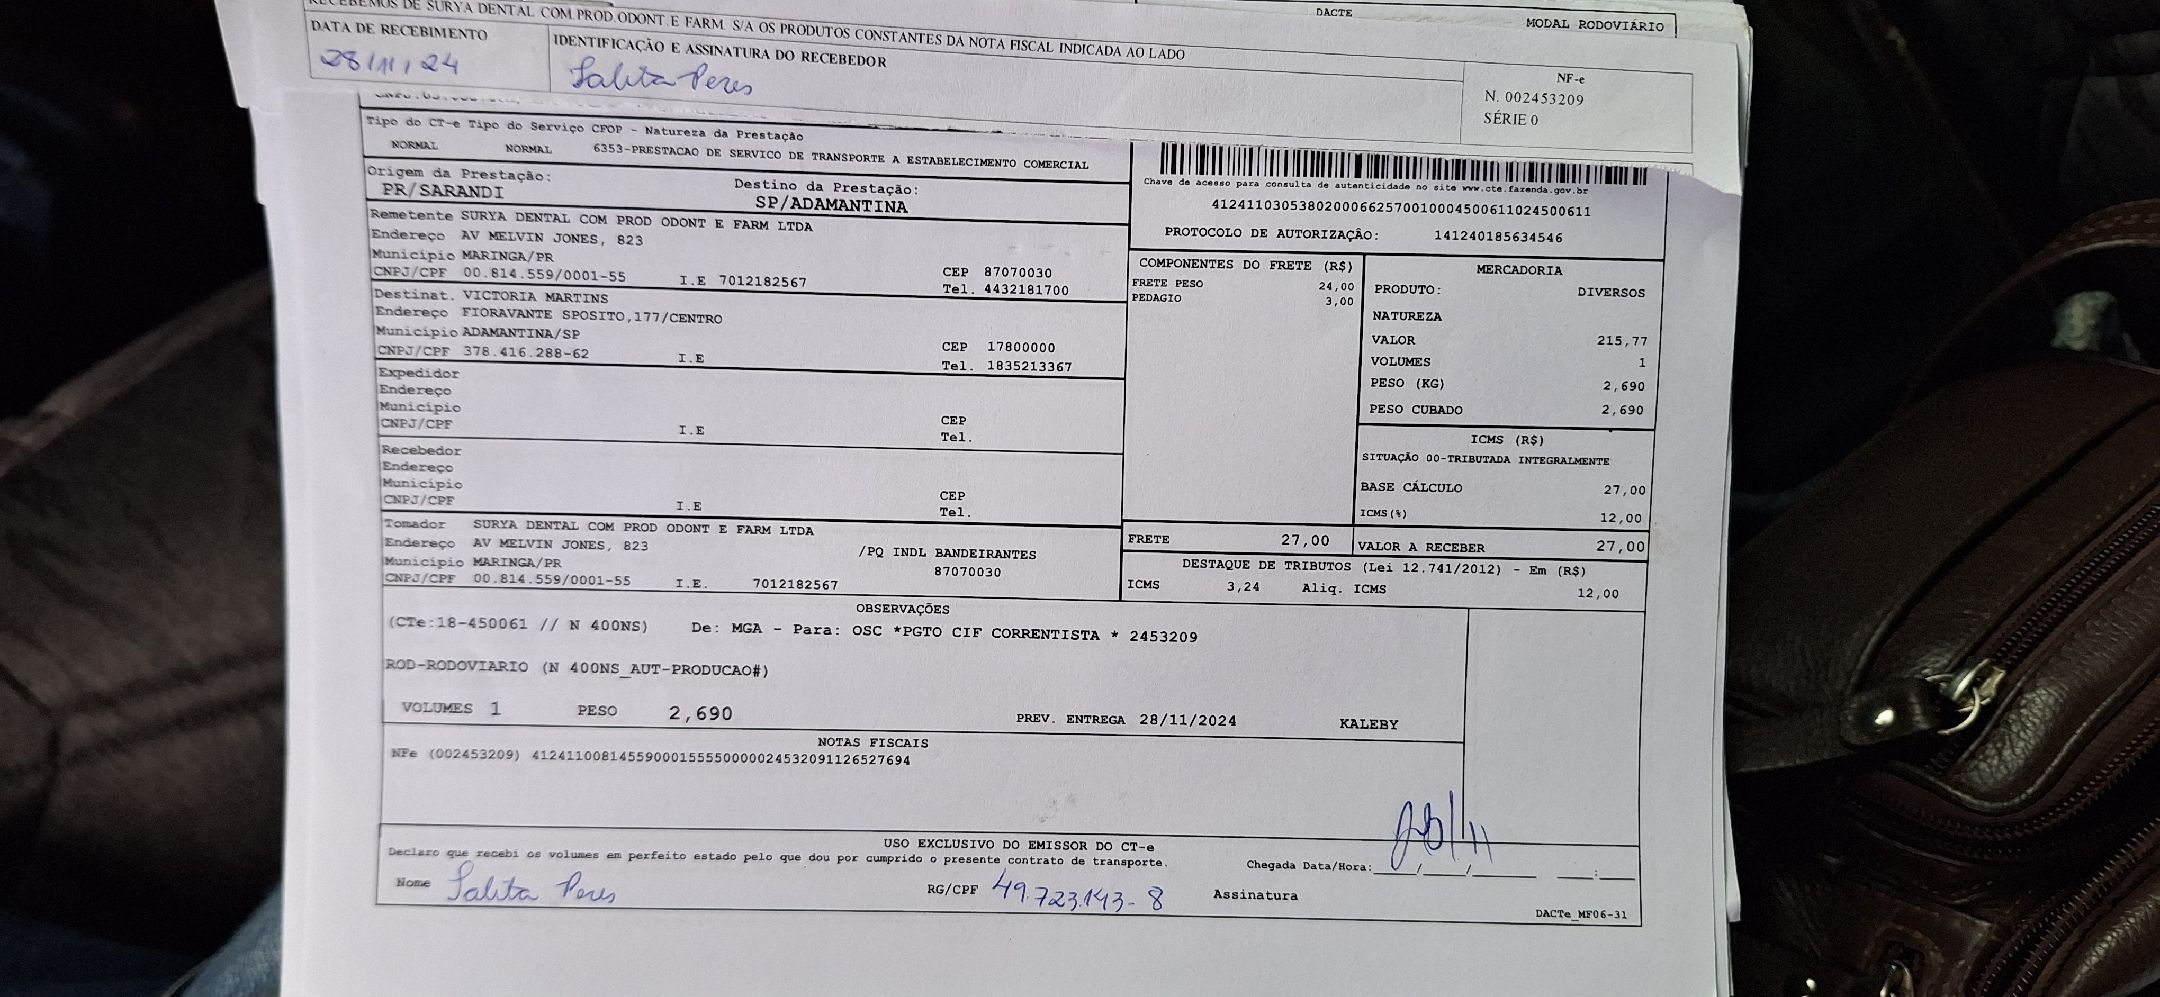 RECEBEMOS DE SURYA DENTAL COM.PROD.ODONT.E FARM. S/A OS PRODUTOS CONSTANTES DA NOTA FISCAL INDICADA AO LADO
DACTE
MODAL RODOVIÁRIO
DATA DE RECEBIMENTO
IDENTIFICAÇÃO E ASSINATURA DO RECEBEDOR
28/11/24
Talita Peres
NF-e
N. 002453209
SÉRIE 0
Tipo do CT-e Tipo do Serviço CFOP - Natureza da Prestação
NORMAL NORMAL 6353-PRESTACAO DE SERVICO DE TRANSPORTE A ESTABELECIMENTO COMERCIAL
Origem da Prestação: Destino da Prestação:
PR/SARANDI SP/ADAMANTINA
Chave de acesso para consulta de autenticidade no site www.cte.fazenda.gov.br
41241103053802000662570010004500611024500611
PROTOCOLO DE AUTORIZAÇÃO: 141240185634546
Remetente SURYA DENTAL COM PROD ODONT E FARM LTDA
Endereço AV MELVIN JONES, 823
Município MARINGA/PR
CEP 87070030
CNPJ/CPF 00.814.559/0001-55 I.E 7012182567 Tel. 4432181700
Destinat. VICTORIA MARTINS
Endereço FIORAVANTE SPOSITO,177/CENTRO
Município ADAMANTINA/SP
CEP 17800000
CNPJ/CPF 378.416.288-62 I.E Tel. 1835213367
Expedidor
Endereço
Município
CEP
CNPJ/CPF I.E Tel.
Recebedor
Endereço
Município
CEP
CNPJ/CPF I.E Tel.
Tomador SURYA DENTAL COM PROD ODONT E FARM LTDA
Endereço AV MELVIN JONES, 823 /PQ INDL BANDEIRANTES
Município MARINGA/PR 87070030
CNPJ/CPF 00.814.559/0001-55 I.E. 7012182567
COMPONENTES DO FRETE (R$)
FRETE PESO 24,00
PEDAGIO 3,00
MERCADORIA
PRODUTO: DIVERSOS
NATUREZA
VALOR 215,77
VOLUMES 1
PESO (KG) 2,690
PESO CUBADO 2,690
ICMS (R$)
SITUAÇÃO 00-TRIBUTADA INTEGRALMENTE
BASE CÁLCULO 27,00
ICMS(%) 12,00
FRETE 27,00 VALOR A RECEBER 27,00
DESTAQUE DE TRIBUTOS (Lei 12.741/2012) - Em (R$)
ICMS 3,24 Aliq. ICMS 12,00
OBSERVAÇÕES
(CTe:18-450061 // N 400NS) De: MGA - Para: OSC *PGTO CIF CORRENTISTA * 2453209
ROD-RODOVIARIO (N 400NS_AUT-PRODUCAO#)
VOLUMES 1 PESO 2,690 PREV. ENTREGA 28/11/2024 KALEBY
NOTAS FISCAIS
NFe (002453209) 41241100814559000155550000024532091126527694
USO EXCLUSIVO DO EMISSOR DO CT-e
Declaro que recebi os volumes em perfeito estado pelo que dou por cumprido o presente contrato de transporte.
Chegada Data/Hora:____/____/______ ___:___
Nome Talita Peres RG/CPF 49.723.143-8 Assinatura
DACTe_MF06-31